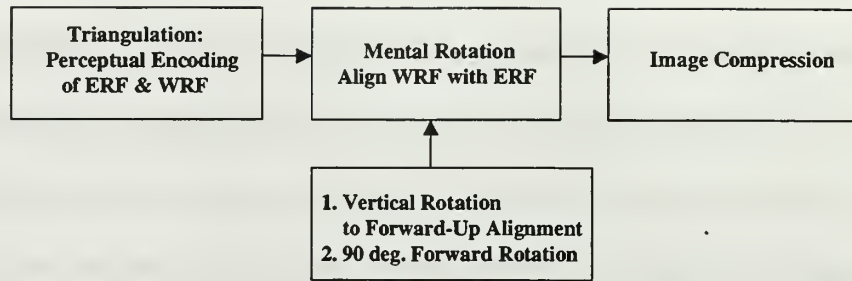 Triangulation:
Perceptual Encoding
of ERF & WRF
Mental Rotation
Align WRF with ERF
Image Compression
1. Vertical Rotation
to Forward-Up Alignment
2. 90 deg. Forward Rotation